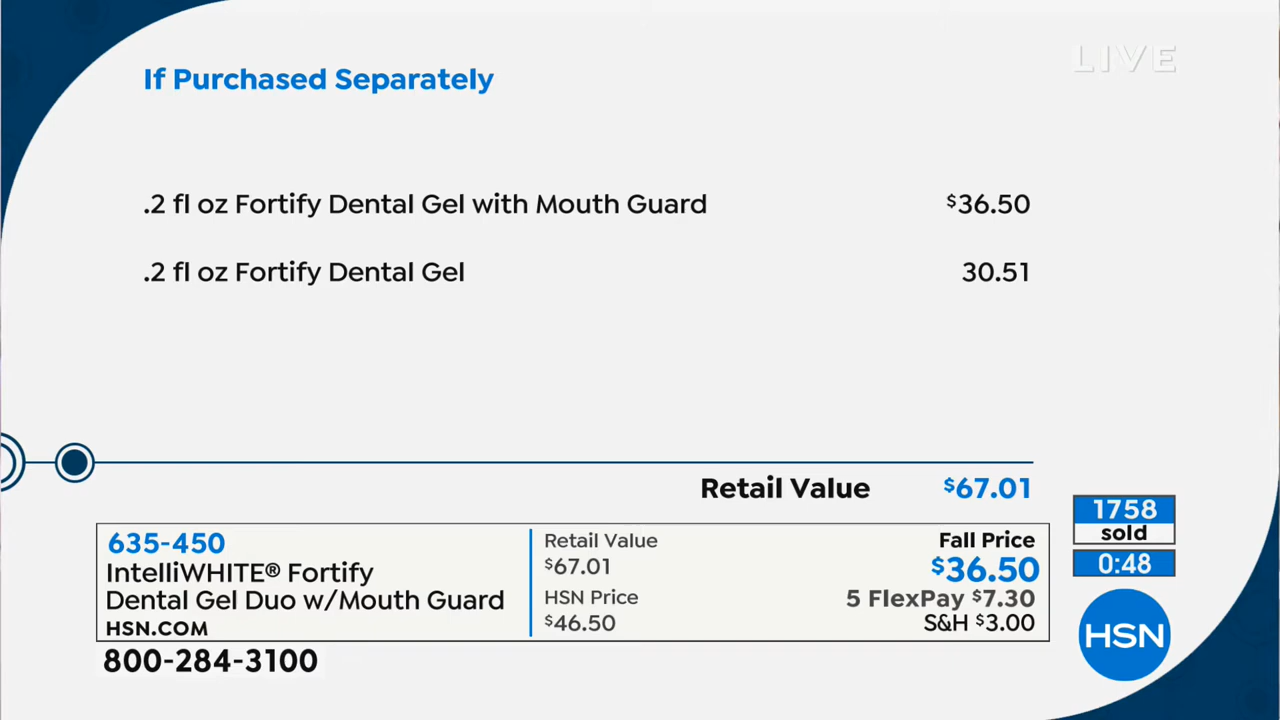 LIVE
If Purchased Separately
.2 fl oz Fortify Dental Gel with Mouth Guard $36.50
.2 fl oz Fortify Dental Gel 30.51
Retail Value $67.01
635-450
IntelliWHITE® Fortify
Dental Gel Duo w/Mouth Guard
HSN.COM
800-284-3100
Retail Value
$67.01
HSN Price
$46.50
Fall Price
$36.50
5 FlexPay $7.30
S&H $3.00
1758
sold
0:48
HSN